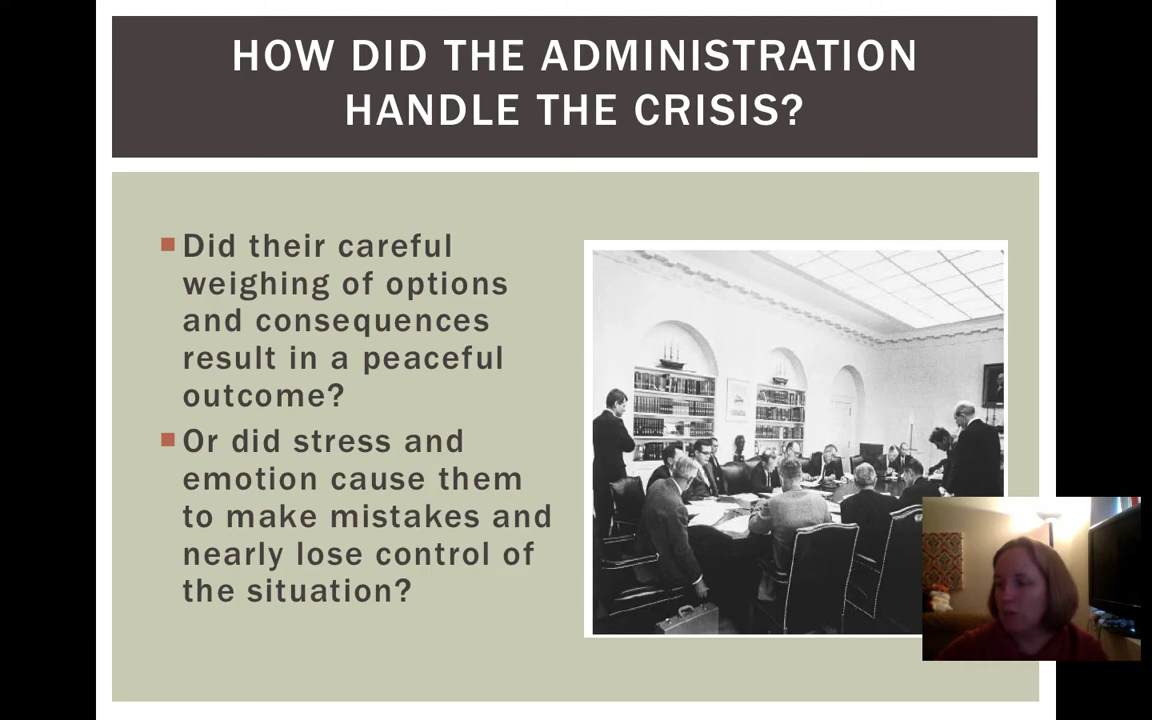 HOW DID THE ADMINISTRATION
HANDLE THE CRISIS?
Did their careful
weighing of options
and consequences
result in a peaceful
outcome?
Or did stress and
emotion cause them
to make mistakes and
nearly lose control of
the situation?